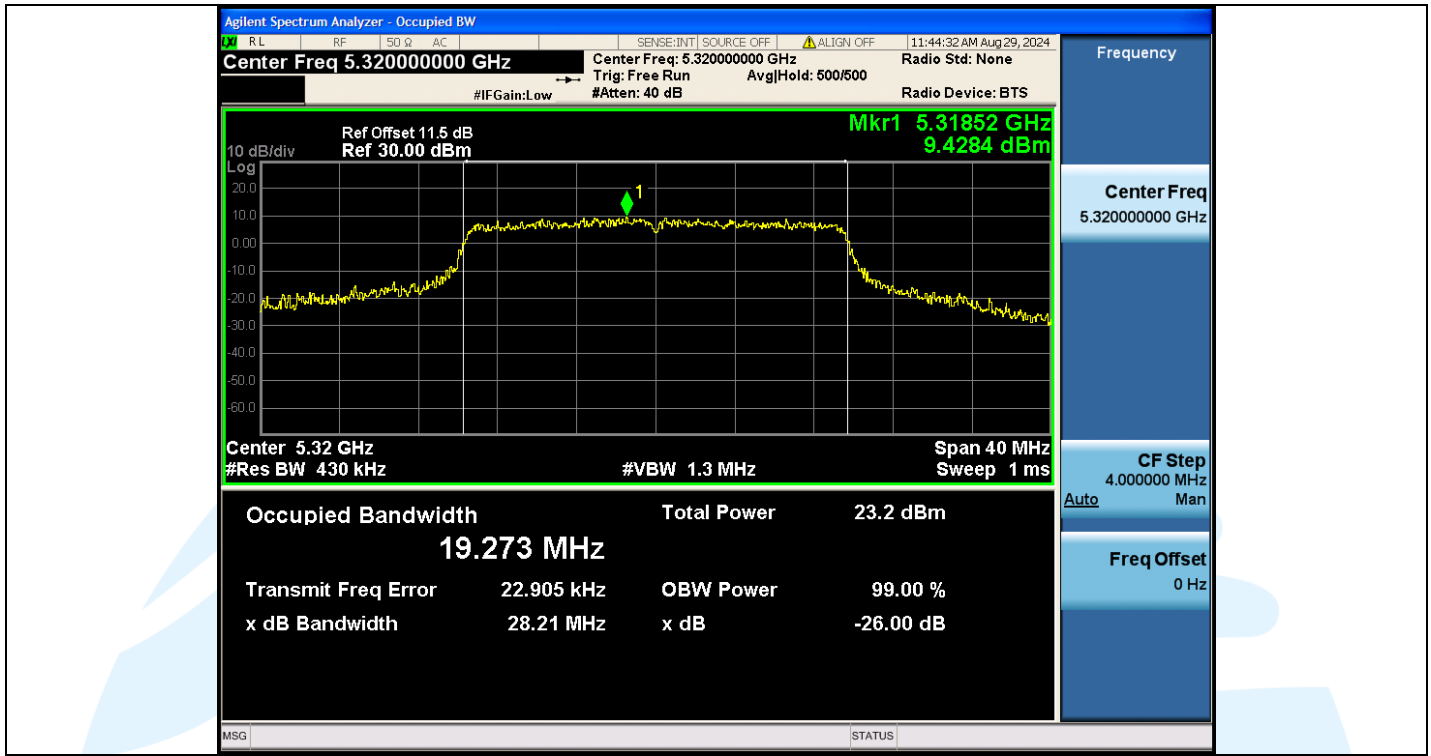 Agilent Spectrum Analyzer - Occupied BW
LXI RL RF 50 Ω AC SENSE:INT SOURCE OFF ALIGN OFF 11:44:32 AM Aug 29, 2024
Center Freq 5.320000000 GHz
Center Freq: 5.320000000 GHz
Radio Std: None
Trig: Free Run Avg|Hold: 500/500
#IFGain:Low
#Atten: 40 dB
Radio Device: BTS
Frequency
Mkr1 5.31852 GHz
9.4284 dBm
Ref Offset 11.5 dB
10 dB/div Ref 30.00 dBm
Log
20.0
10.0
0.00
-10.0
-20.0
-30.0
-40.0
-50.0
-60.0
1
Center 5.32 GHz
Span 40 MHz
#Res BW 430 kHz
#VBW 1.3 MHz
Sweep 1 ms
Center Freq
5.320000000 GHz
CF Step
4.000000 MHz
Auto Man
Freq Offset
0 Hz
Occupied Bandwidth
19.273 MHz
Total Power 23.2 dBm
Transmit Freq Error 22.905 kHz OBW Power 99.00 %
x dB Bandwidth 28.21 MHz x dB -26.00 dB
MSG
STATUS